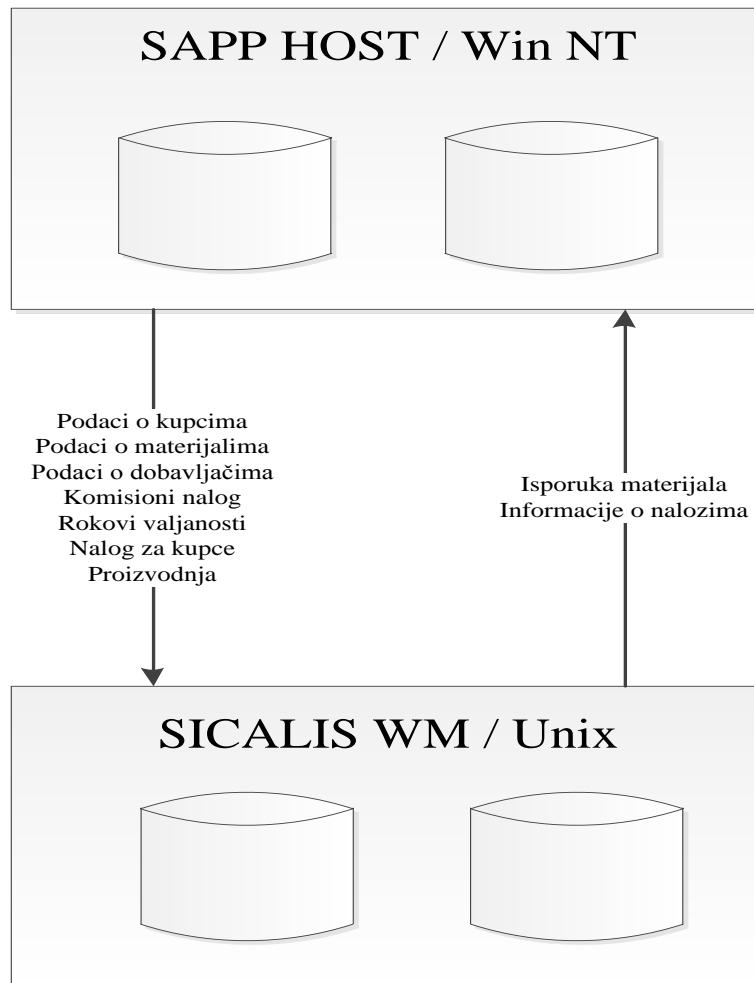 SAPP HOST / Win NT
Podaci o kupcima
Podaci o materijalima
Podaci o dobavljačima
Komisioni nalog
Rokovi valjanosti
Nalog za kupce
Proizvodnja
Isporuka materijala
Informacije o nalozima
SICALIS WM / Unix